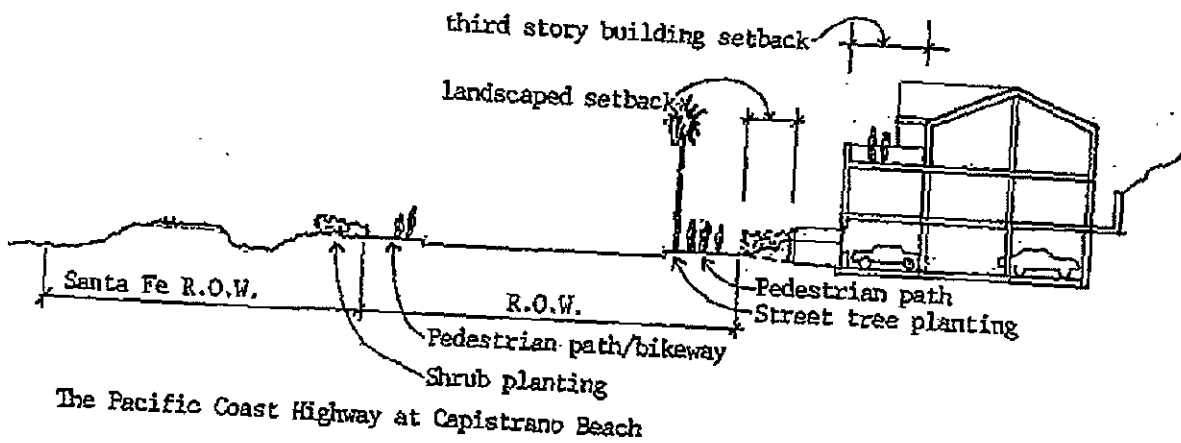 third story building setback
landscaped setback
Santa Fe R.O.W.
R.O.W.
Pedestrian path
Street tree planting
Pedestrian path/bikeway
Shrub planting
The Pacific Coast Highway at Capistrano Beach